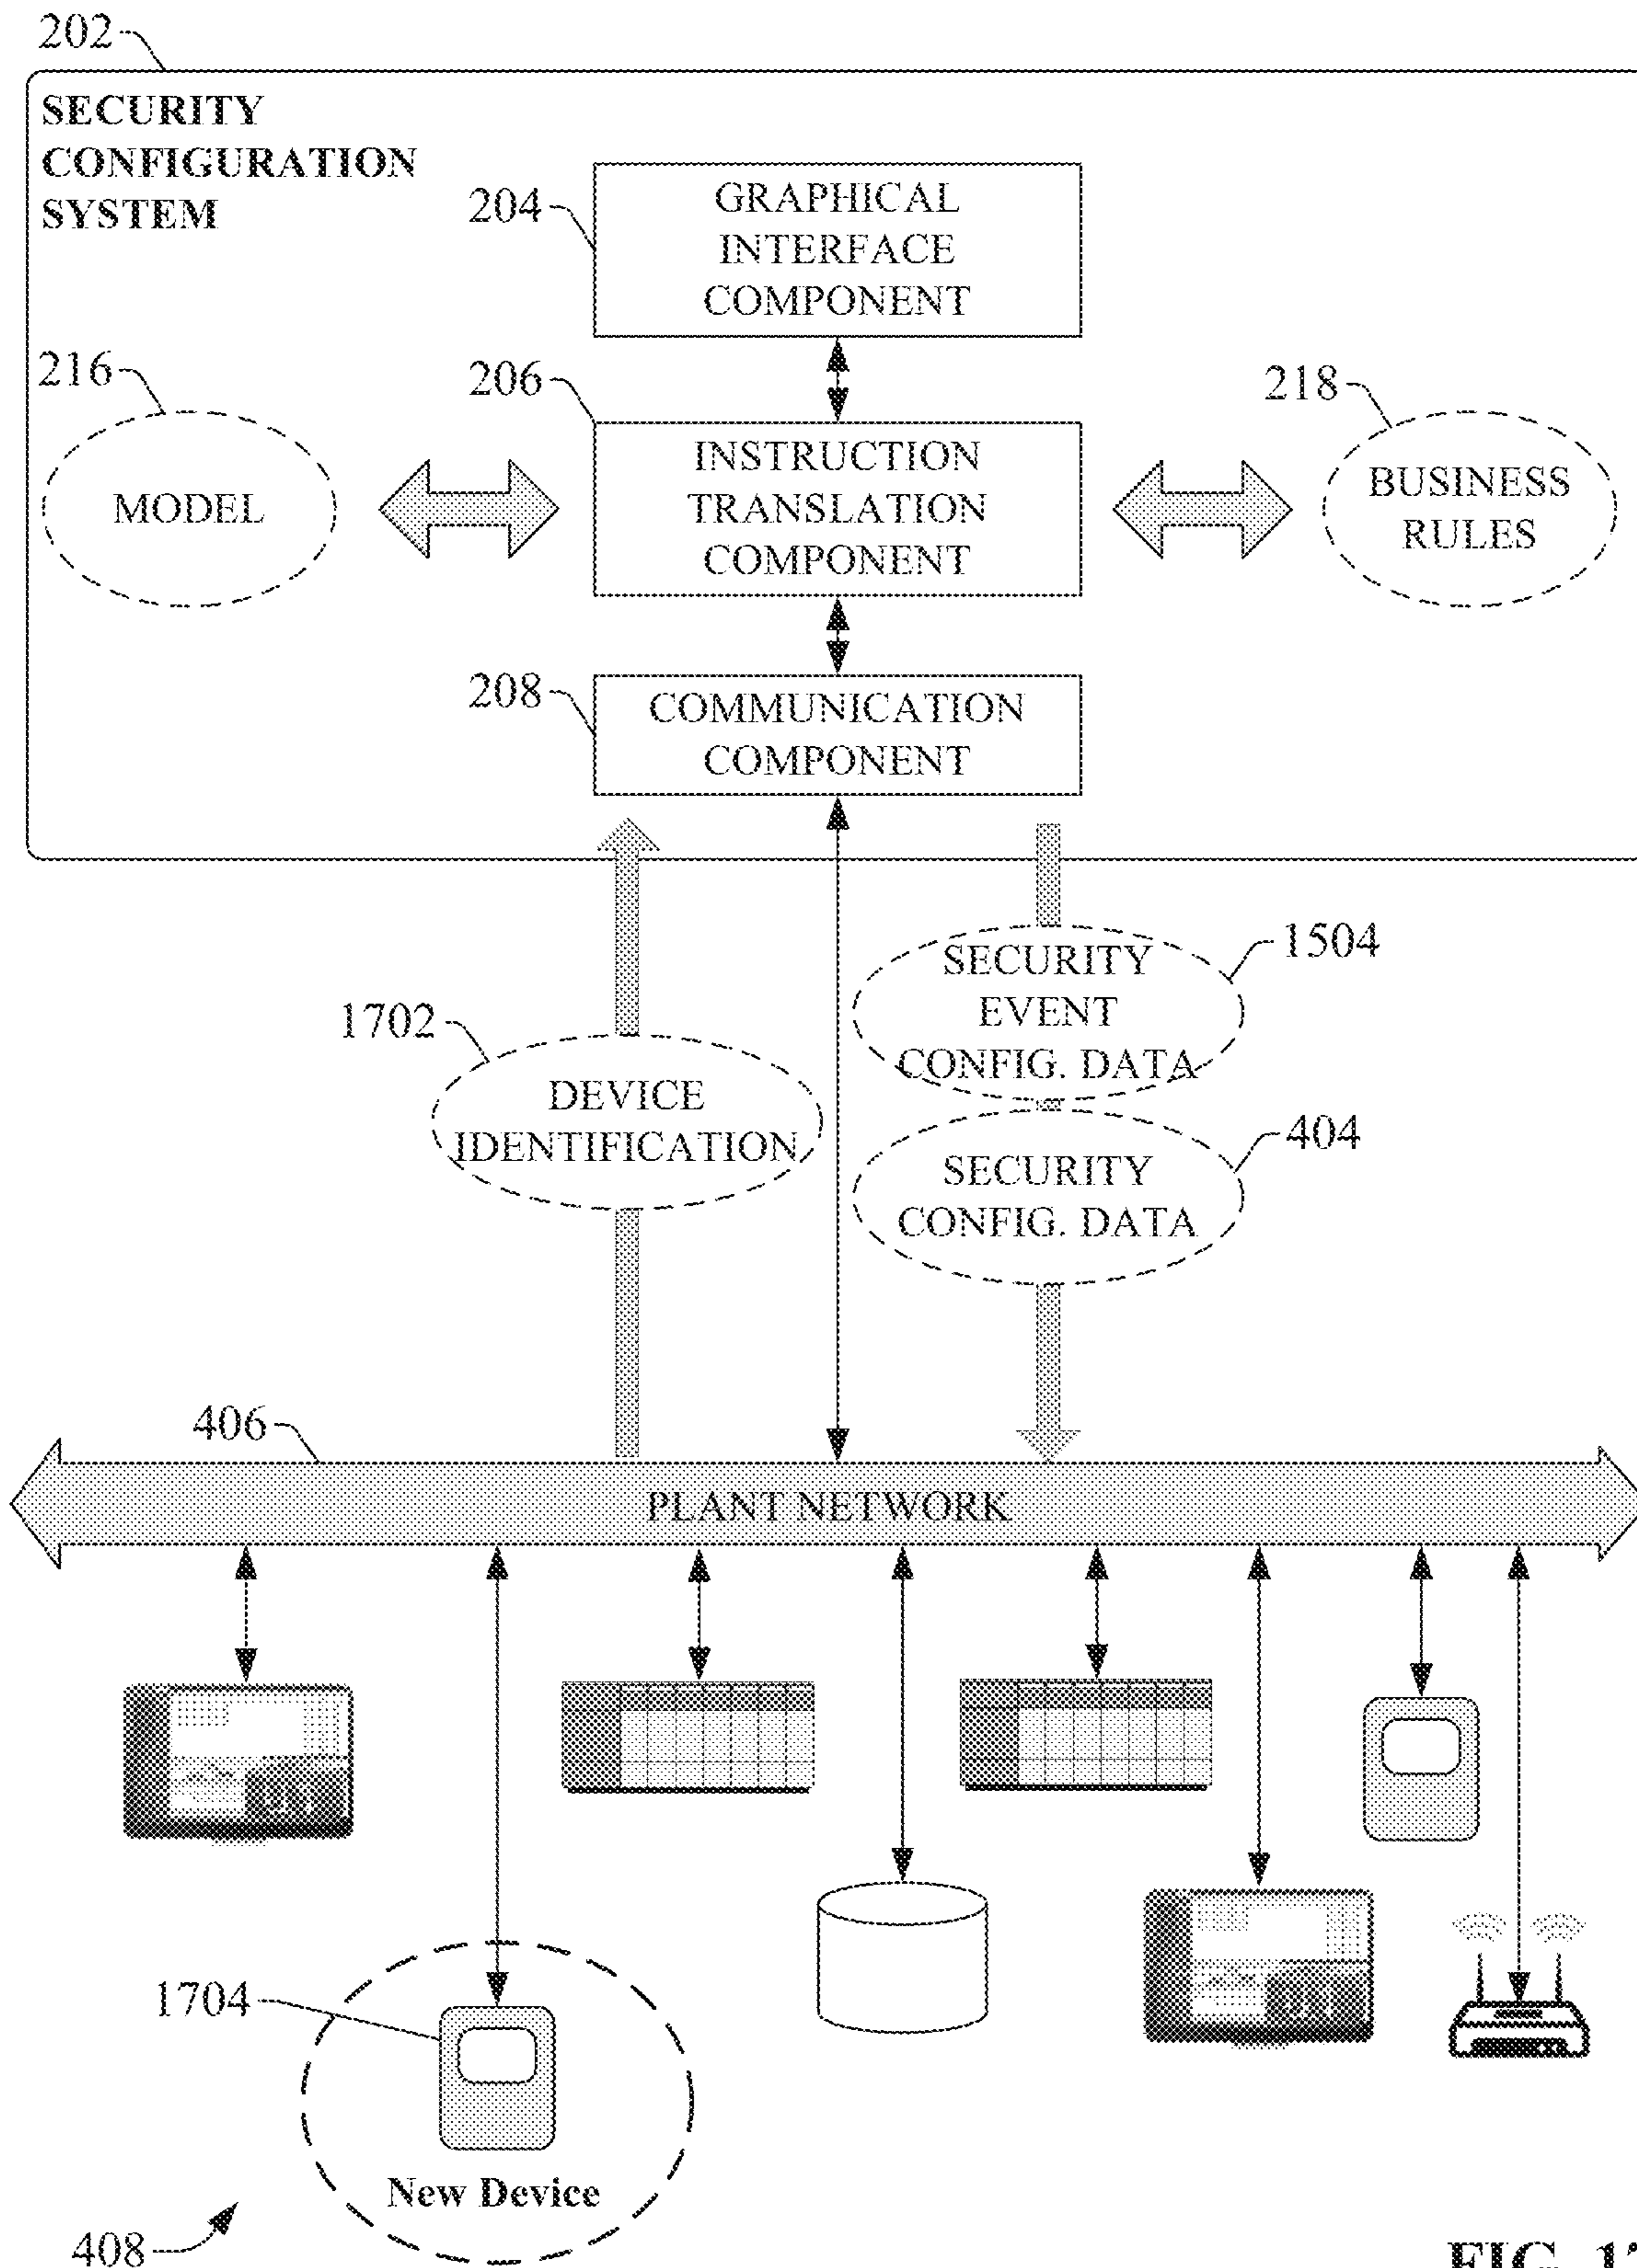 202
SECURITY
CONFIGURATION
SYSTEM
204
GRAPHICAL
INTERFACE
COMPONENT
216
206
218
MODEL
INSTRUCTION
TRANSLATION
COMPONENT
BUSINESS
RULES
208
COMMUNICATION
COMPONENT
1504
SECURITY
EVENT
CONFIG. DATA
1702
DEVICE
IDENTIFICATION
404
SECURITY
CONFIG. DATA
406
PLANT NETWORK
1704
New Device
408
FIG. 17